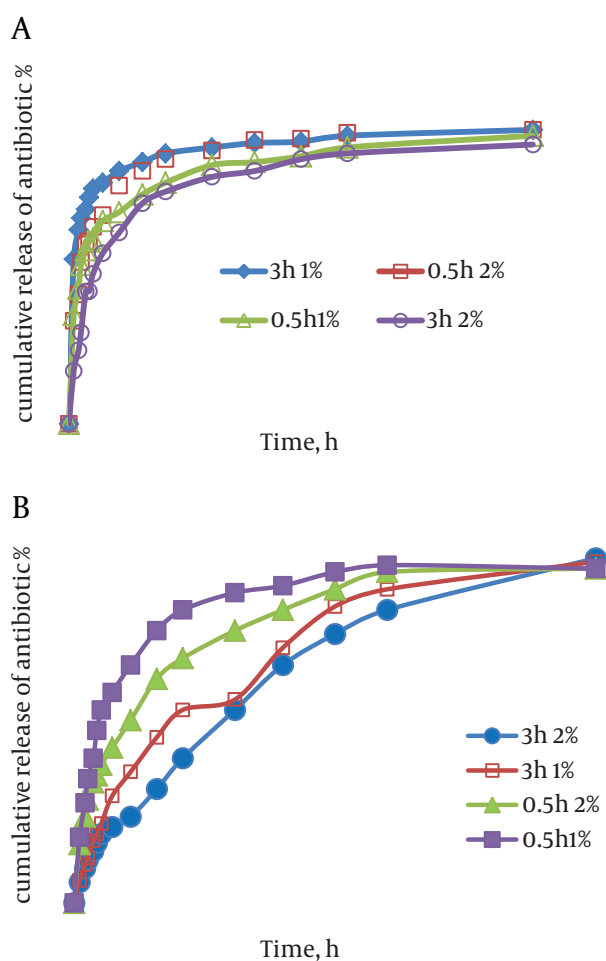 A
cumulative release of antibiotic %
3h 1%
0.5h 2%
0.5h1%
3h 2%
Time, h
B
cumulative release of antibiotic%
3h 2%
3h 1%
0.5h 2%
0.5h1%
Time, h